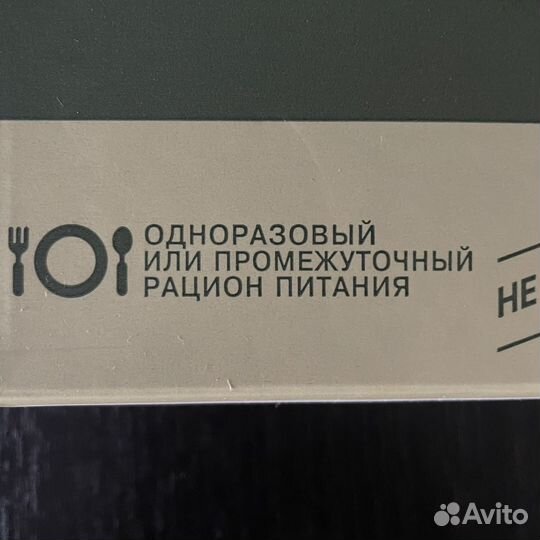 ОДНОРАЗОВЫЙ
ИЛИ ПРОМЕЖУТОЧНЫЙ
РАЦИОН ПИТАНИЯ
НЕ
Avito